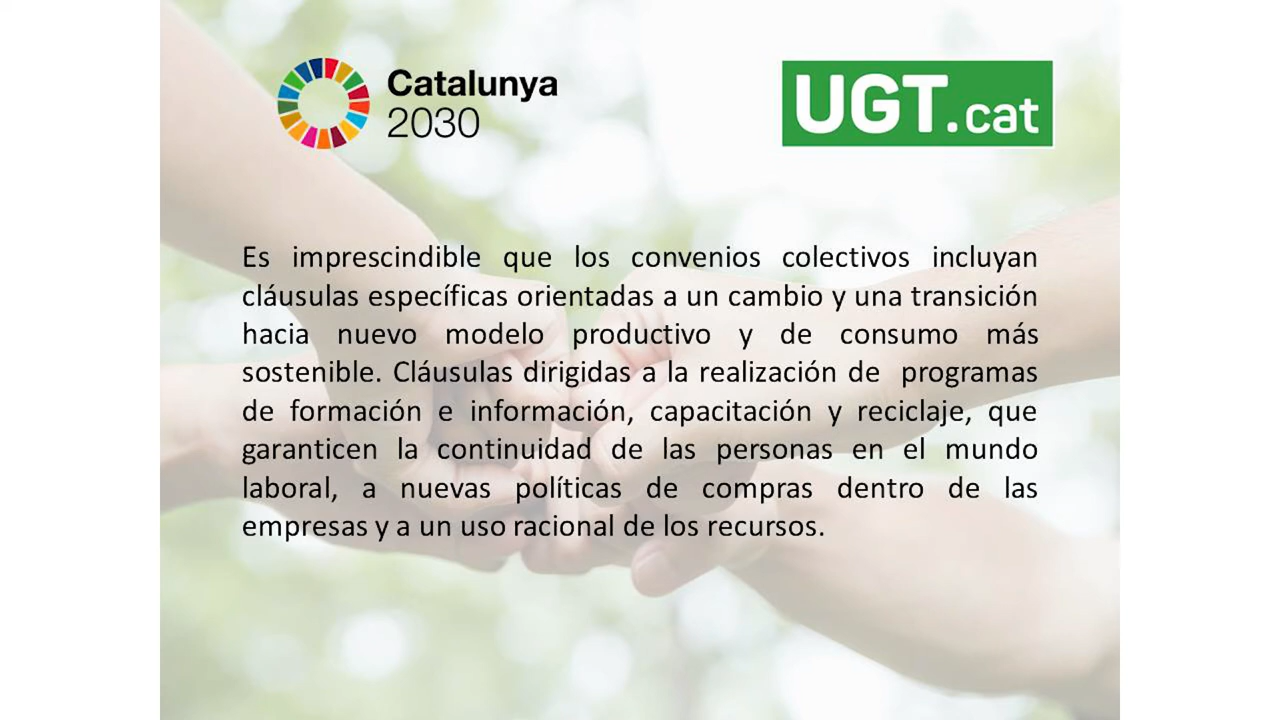 Catalunya
2030
UGT.cat
Es imprescindible que los convenios colectivos incluyan
cláusulas específicas orientadas a un cambio y una transición
hacia nuevo modelo productivo y de consumo más
sostenible. Cláusulas dirigidas a la realización de programas
de formación e información, capacitación y reciclaje, que
garanticen la continuidad de las personas en el mundo
laboral, a nuevas políticas de compras dentro de las
empresas y a un uso racional de los recursos.